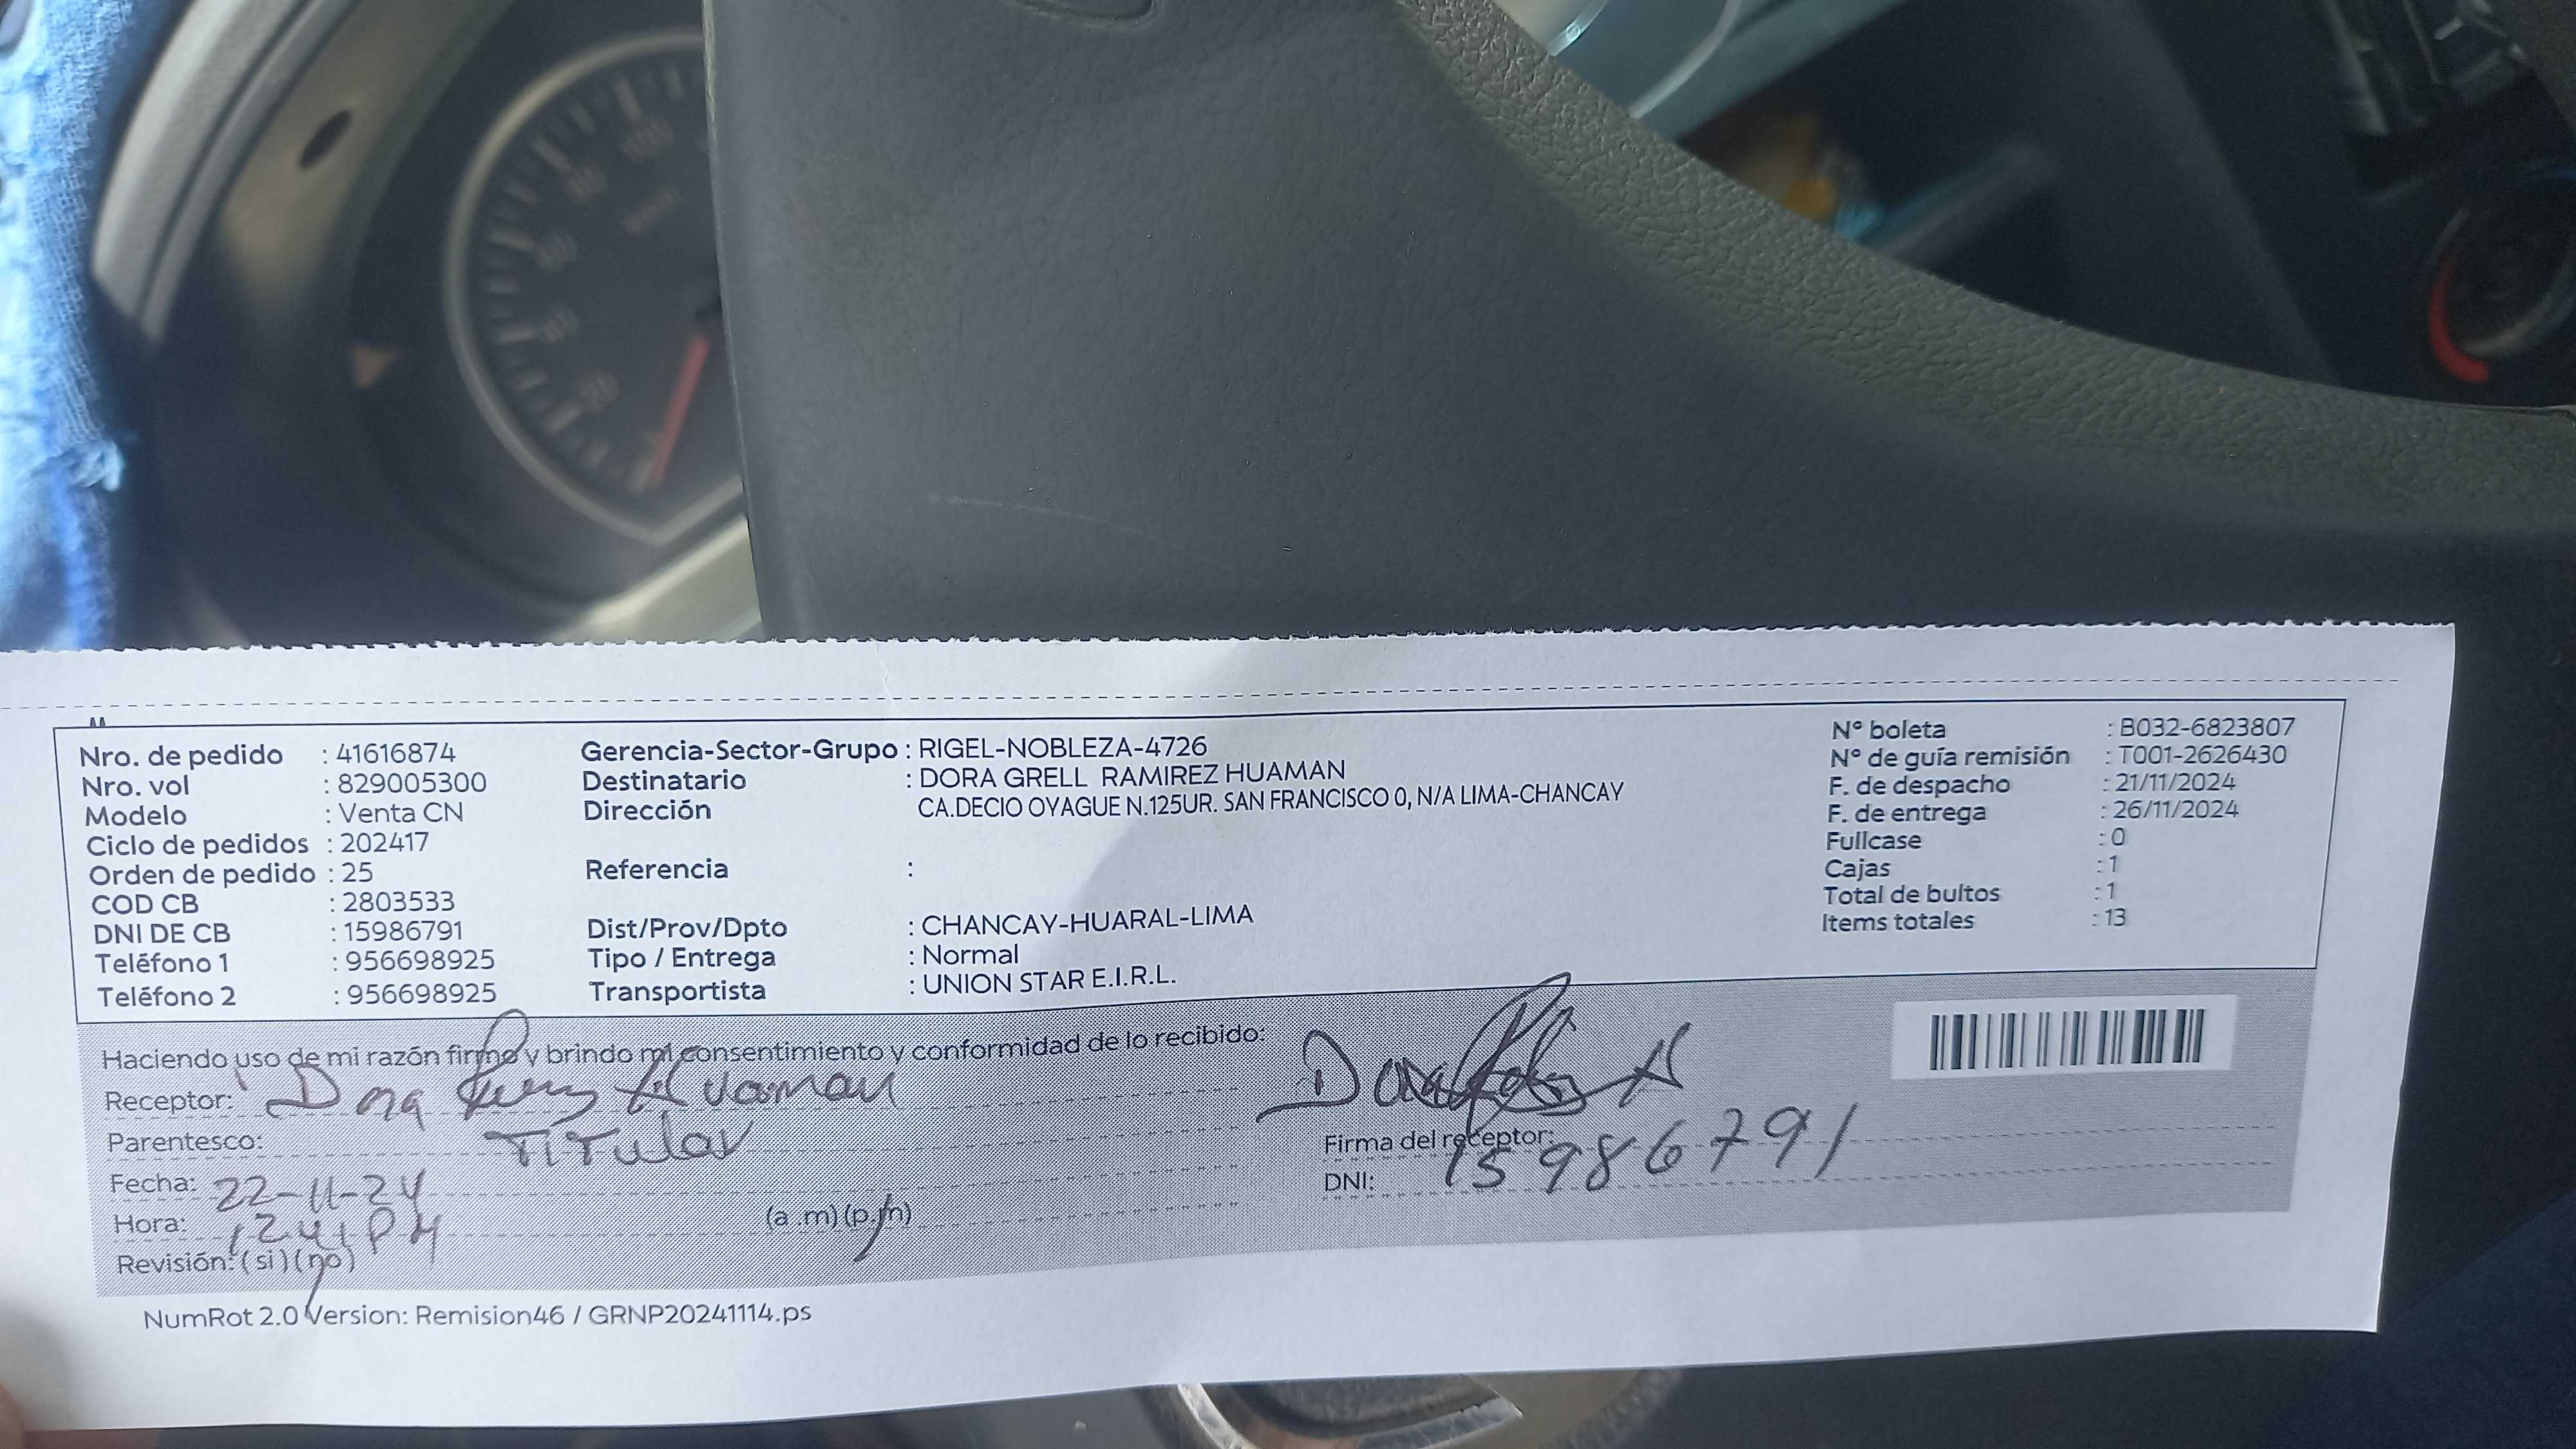 Nro. de pedido : 41616874
Nro. vol : 829005300
Modelo : Venta CN
Ciclo de pedidos : 202417
Orden de pedido : 25
COD CB : 2803533
DNI DE CB : 15986791
Teléfono 1 : 956698925
Teléfono 2 : 956698925
Gerencia-Sector-Grupo : RIGEL-NOBLEZA-4726
Destinatario : DORA GRELL RAMIREZ HUAMAN
Dirección CA.DECIO OYAGUE N.125UR. SAN FRANCISCO 0, N/A LIMA-CHANCAY
Referencia :
Dist/Prov/Dpto : CHANCAY-HUARAL-LIMA
Tipo / Entrega : Normal
Transportista : UNION STAR E.I.R.L.
Nº boleta : B032-6823807
Nº de guía remisión : T001-2626430
F. de despacho : 21/11/2024
F. de entrega : 26/11/2024
Fullcase : 0
Cajas : 1
Total de bultos : 1
Items totales : 13
Haciendo uso de mi razón firmo y brindo mi consentimiento y conformidad de lo recibido:
Receptor: Dora Huaman
Parentesco: Titular
Fecha: 22-11-24
Hora: 1241PM (a .m) (p.m)
Revisión: (si) (no)
Firma del receptor:
DNI: 15986791
NumRot 2.0 Version: Remision46 / GRNP20241114.ps